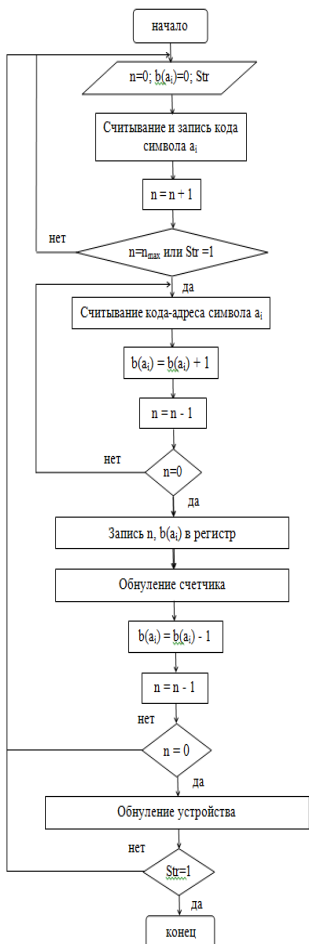 начало
n=0; b(aᵢ)=0; Str
Считывание и запись кода
символа aᵢ
n = n + 1
нет
n=nₘₐₓ или Str =1
да
Считывание кода-адреса символа aᵢ
b(aᵢ) = b(aᵢ) + 1
n = n - 1
нет
n=0
да
Запись n, b(aᵢ) в регистр
Обнуление счетчика
b(aᵢ) = b(aᵢ) - 1
n = n - 1
нет
n = 0
да
Обнуление устройства
нет
Str=1
да
конец